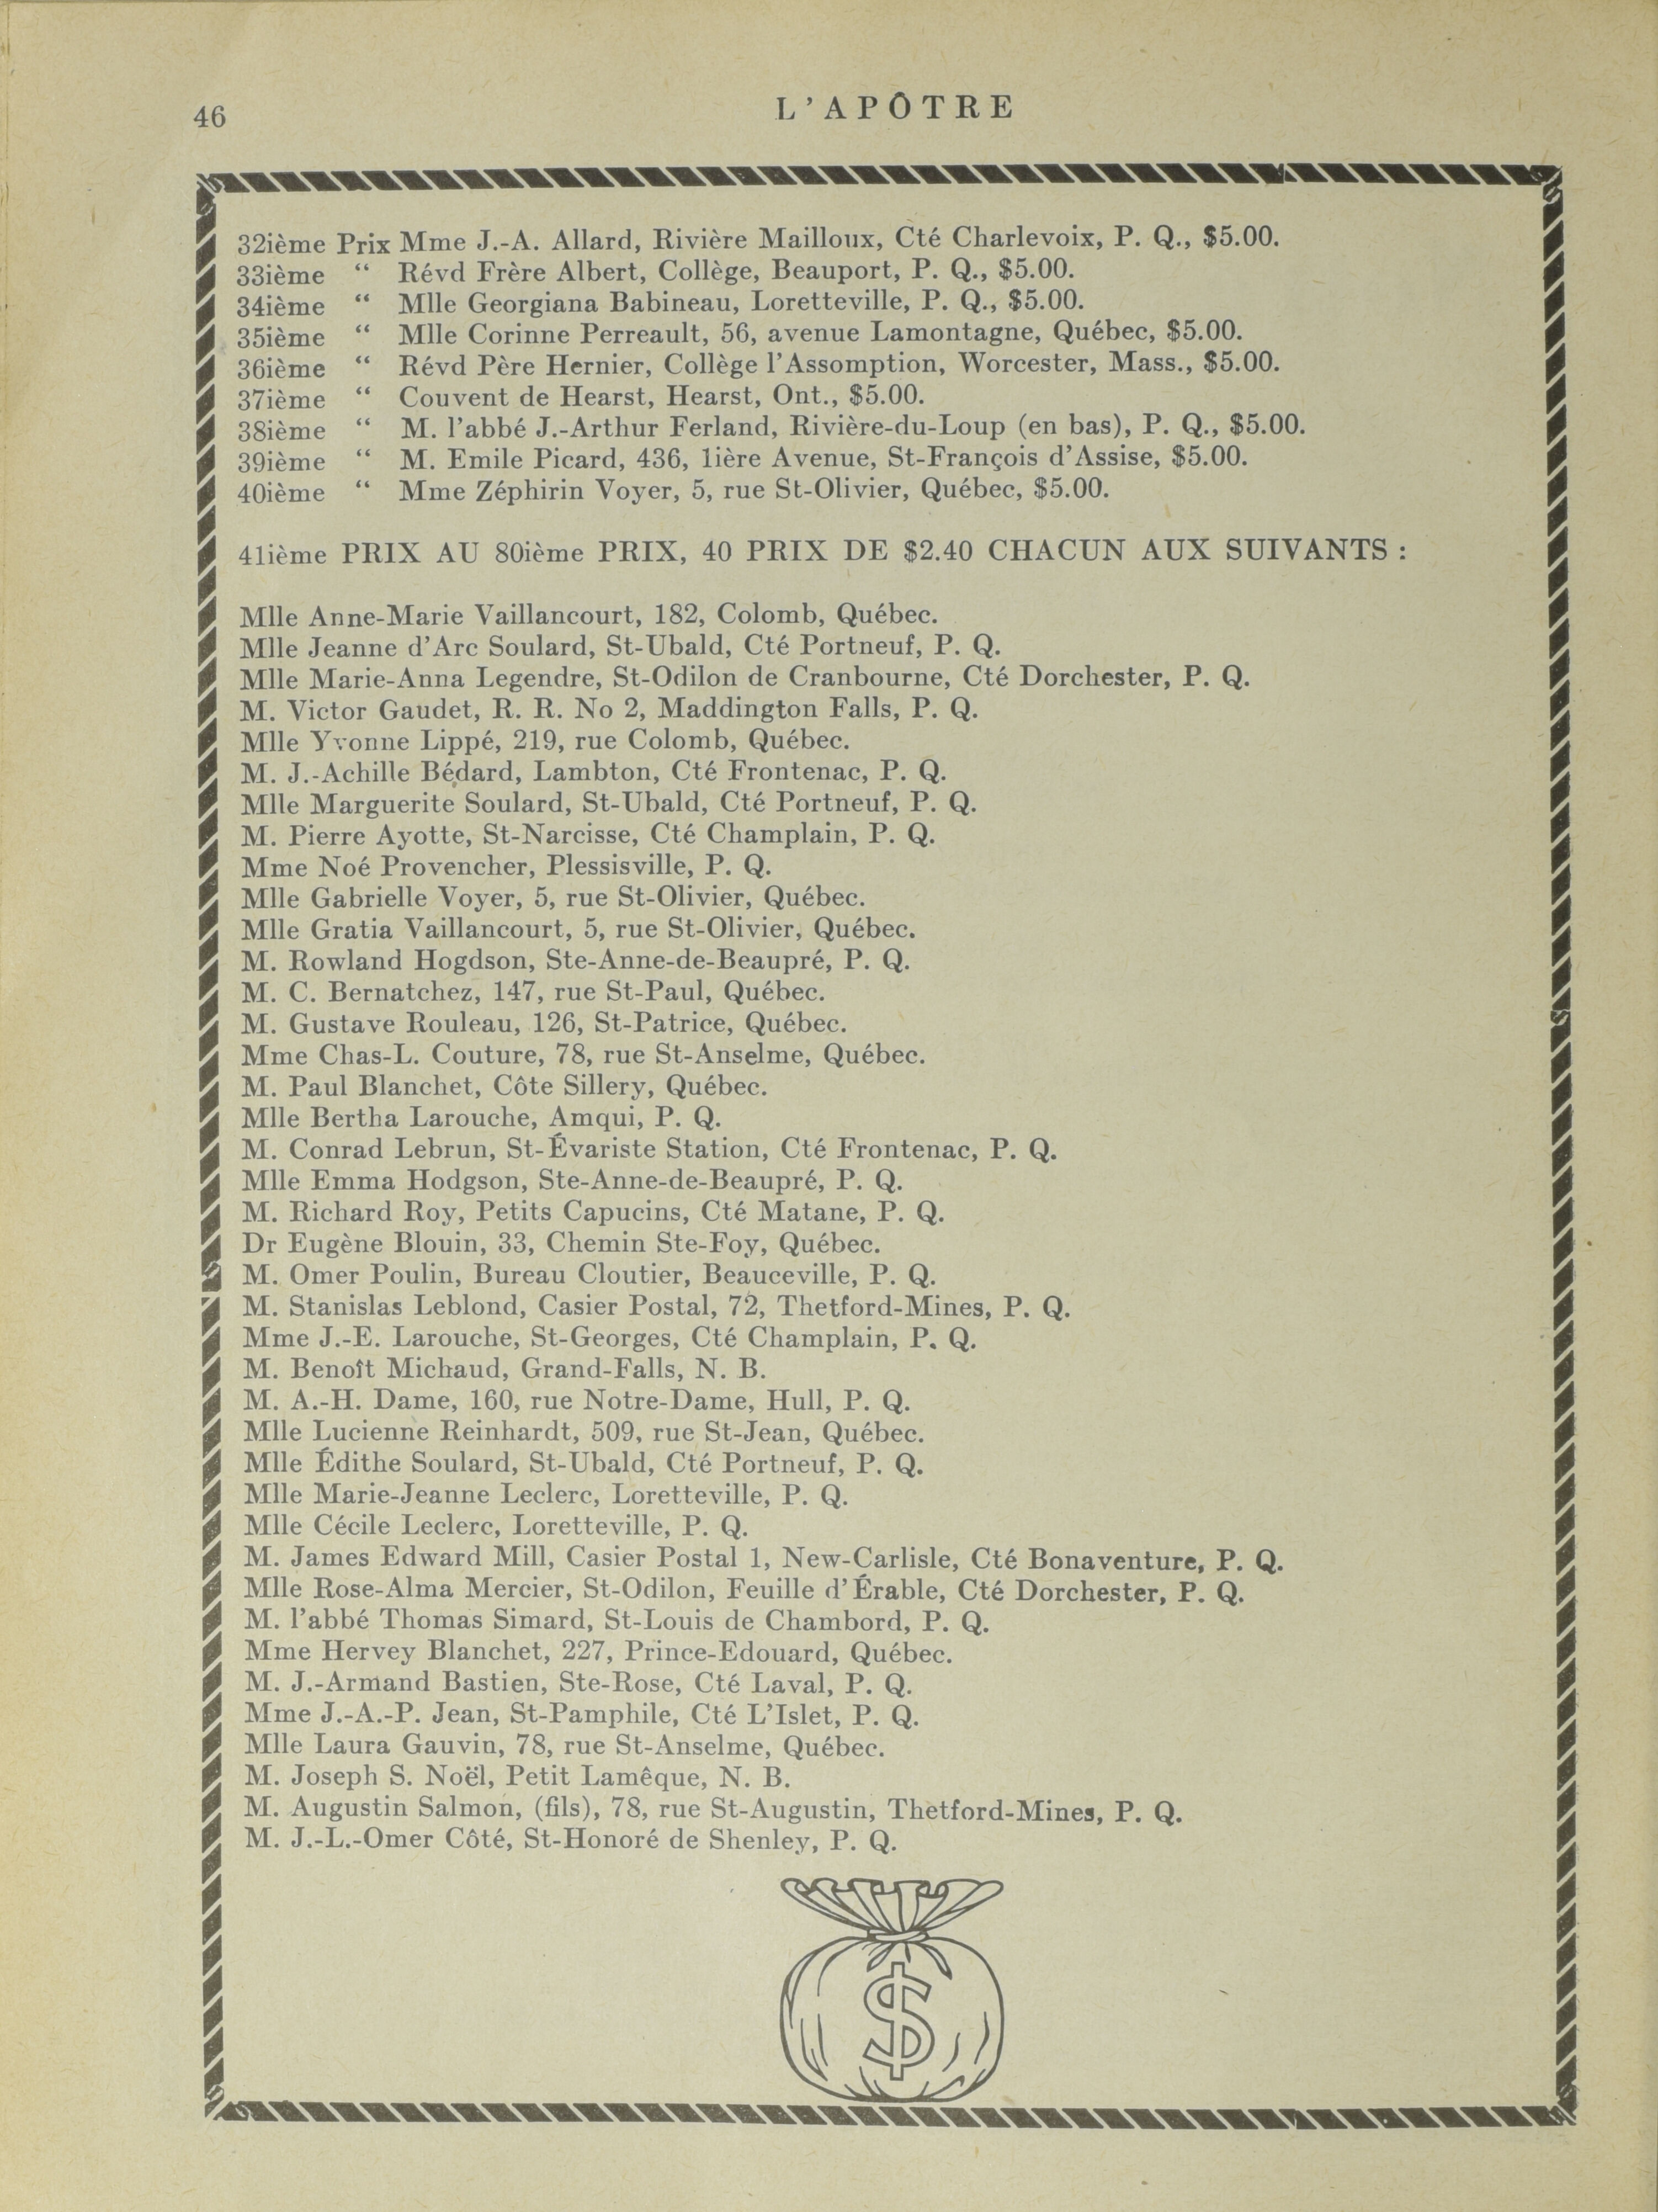 46
L'APÔTRE
32ième Prix Mme J.-A. Allard, Rivière Mailloux, Cté Charlevoix, P. Q., $5.00.
33ième “ Révd Frère Albert, Collège, Beauport, P. Q., $5.00.
34ième “ Mlle Georgiana Babineau, Loretteville, P. Q., $5.00.
35ième “ Mlle Corinne Perreault, 56, avenue Lamontagne, Québec, $5.00.
36ième “ Révd Père Hernier, Collège l'Assomption, Worcester, Mass., $5.00.
37ième “ Couvent de Hearst, Hearst, Ont., $5.00.
38ième “ M. l'abbé J.-Arthur Ferland, Rivière-du-Loup (en bas), P. Q., $5.00.
39ième “ M. Emile Picard, 436, 1ière Avenue, St-François d'Assise, $5.00.
40ième “ Mme Zéphirin Voyer, 5, rue St-Olivier, Québec, $5.00.
41ième PRIX AU 80ième PRIX, 40 PRIX DE $2.40 CHACUN AUX SUIVANTS :
Mlle Anne-Marie Vaillancourt, 182, Colomb, Québec.
Mlle Jeanne d'Arc Soulard, St-Ubald, Cté Portneuf, P. Q.
Mlle Marie-Anna Legendre, St-Odilon de Cranbourne, Cté Dorchester, P. Q.
M. Victor Gaudet, R. R. No 2, Maddington Falls, P. Q.
Mlle Yvonne Lippé, 219, rue Colomb, Québec.
M. J.-Achille Bédard, Lambton, Cté Frontenac, P. Q.
Mlle Marguerite Soulard, St-Ubald, Cté Portneuf, P. Q.
M. Pierre Ayotte, St-Narcisse, Cté Champlain, P. Q.
Mme Noé Provencher, Plessisville, P. Q.
Mlle Gabrielle Voyer, 5, rue St-Olivier, Québec.
Mlle Gratia Vaillancourt, 5, rue St-Olivier, Québec.
M. Rowland Hogdson, Ste-Anne-de-Beaupré, P. Q.
M. C. Bernatchez, 147, rue St-Paul, Québec.
M. Gustave Rouleau, 126, St-Patrice, Québec.
Mme Chas-L. Couture, 78, rue St-Anselme, Québec.
M. Paul Blanchet, Côte Sillery, Québec.
Mlle Bertha Larouche, Amqui, P. Q.
M. Conrad Lebrun, St-Évariste Station, Cté Frontenac, P. Q.
Mlle Emma Hodgson, Ste-Anne-de-Beaupré, P. Q.
M. Richard Roy, Petits Capucins, Cté Matane, P. Q.
Dr Eugène Blouin, 33, Chemin Ste-Foy, Québec.
M. Omer Poulin, Bureau Cloutier, Beauceville, P. Q.
M. Stanislas Leblond, Casier Postal, 72, Thetford-Mines, P. Q.
Mme J.-E. Larouche, St-Georges, Cté Champlain, P. Q.
M. Benoît Michaud, Grand-Falls, N. B.
M. A.-H. Dame, 160, rue Notre-Dame, Hull, P. Q.
Mlle Lucienne Reinhardt, 509, rue St-Jean, Québec.
Mlle Édithe Soulard, St-Ubald, Cté Portneuf, P. Q.
Mlle Marie-Jeanne Leclerc, Loretteville, P. Q.
Mlle Cécile Leclerc, Loretteville, P. Q.
M. James Edward Mill, Casier Postal 1, New-Carlisle, Cté Bonaventure, P. Q.
Mlle Rose-Alma Mercier, St-Odilon, Feuille d'Érable, Cté Dorchester, P. Q.
M. l'abbé Thomas Simard, St-Louis de Chambord, P. Q.
Mme Hervey Blanchet, 227, Prince-Edouard, Québec.
M. J.-Armand Bastien, Ste-Rose, Cté Laval, P. Q.
Mme J.-A.-P. Jean, St-Pamphile, Cté L'Islet, P. Q.
Mlle Laura Gauvin, 78, rue St-Anselme, Québec.
M. Joseph S. Noël, Petit Lamêque, N. B.
M. Augustin Salmon, (fils), 78, rue St-Augustin, Thetford-Mines, P. Q.
M. J.-L.-Omer Côté, St-Honoré de Shenley, P. Q.
$